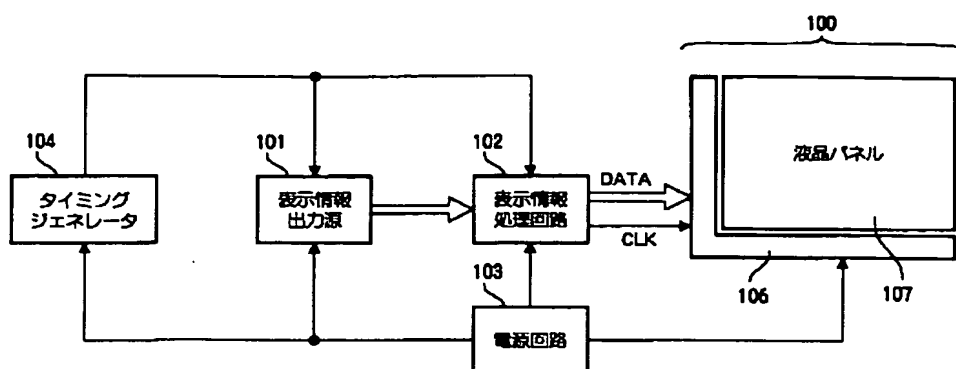 100
104
101
102
タイミング
ジェネレータ
表示情報
出力源
表示情報
処理回路
DATA
CLK
液晶パネル
103
電源回路
106
107